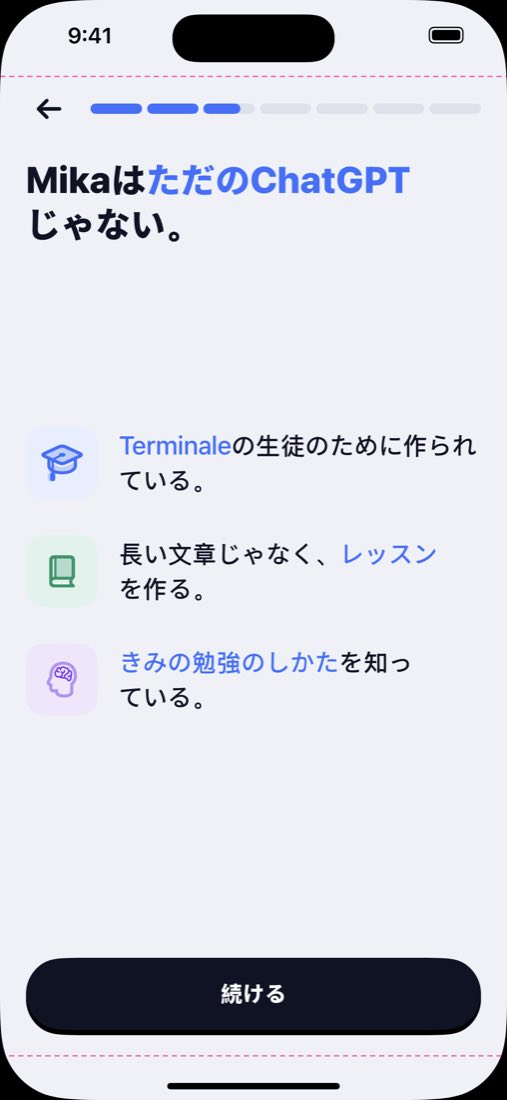 9:41
Mikaはただのと ChatGPT
じゃない。
Terminaleの生徒のために作られ
ている。
長い文章じゃなく、レッスン
を作る。
きみの勉強のしかたを知っ
ている。
続ける